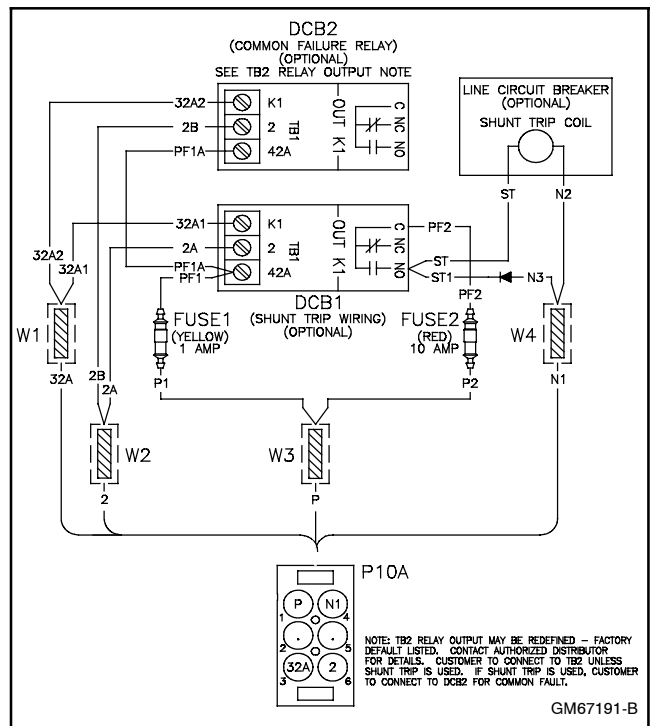 DCB2
(COMMON FAILURE RELAY)
(OPTIONAL)
SEE TB2 RELAY OUTPUT NOTE
32A2
K1
2B
2
TB1
PF1A
42A
OUT K1
C
NC
NO
LINE CIRCUIT BREAKER
(OPTIONAL)
SHUNT TRIP COIL
ST
N2
32A1
K1
2A
2
TB1
PF1A
PF1
42A
OUT K1
C
NC
NO
PF2
ST
ST1
N3
PF2
32A2
32A1
DCB1
(SHUNT TRIP WIRING)
(OPTIONAL)
FUSE1
(YELLOW)
1 AMP
FUSE2
(RED)
10 AMP
W1
W4
32A
2B
2A
P1
P2
N1
W2
W3
2
P
P10A
P
N1
1
4
2
5
32A
2
3
6
NOTE: TB2 RELAY OUTPUT MAY BE REDEFINED – FACTORY
DEFAULT LISTED. CONTACT AUTHORIZED DISTRIBUTOR
FOR DETAILS. CUSTOMER TO CONNECT TO TB2 UNLESS
SHUNT TRIP IS USED. IF SHUNT TRIP IS USED, CUSTOMER
TO CONNECT TO DCB2 FOR COMMON FAULT.
GM67191-B